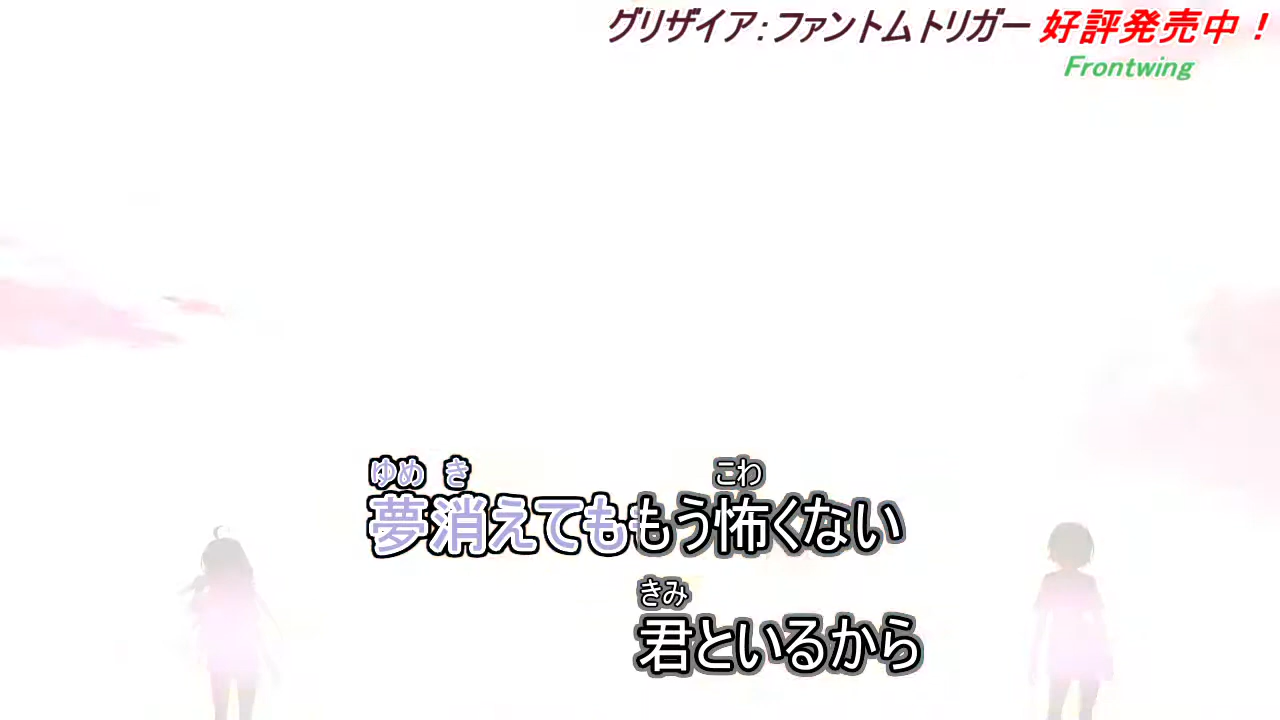 グリザイア:ファントムトリガー 好評発売中!
Frontwing
ゆめ き こわ
夢消えてももう怖くない
きみ
君といるから